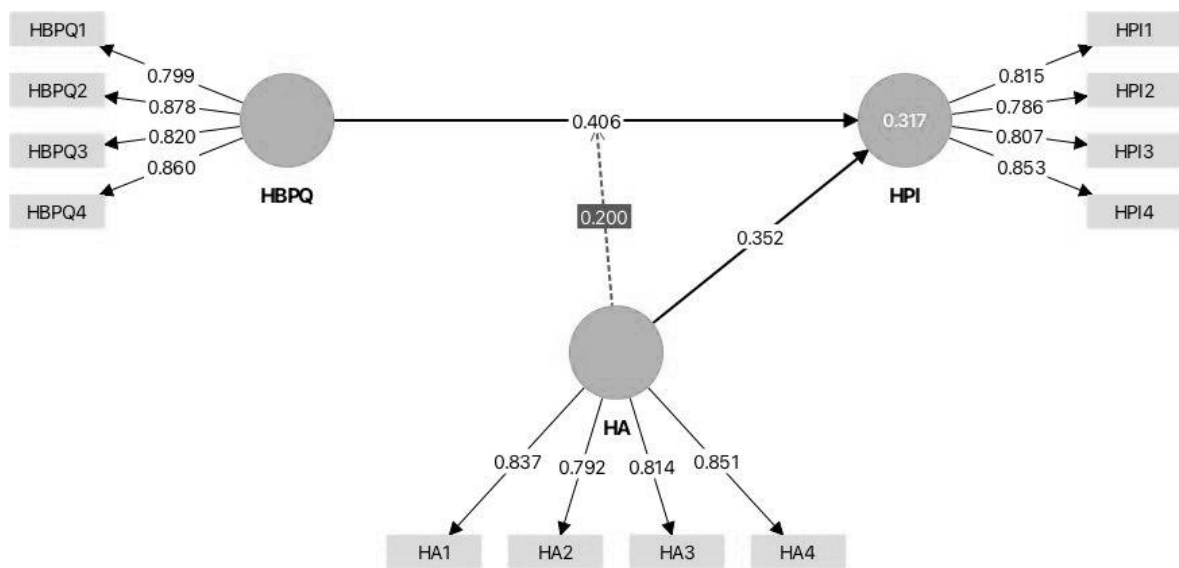 HBPQ1
HBPQ2
HBPQ3
HBPQ4
0.799
0.878
0.820
0.860
HBPQ
0.406
0.200
0.352
0.317
HPI
0.815
0.786
0.807
0.853
HPI1
HPI2
HPI3
HPI4
HA
0.837
0.792
0.814
0.851
HA1
HA2
HA3
HA4